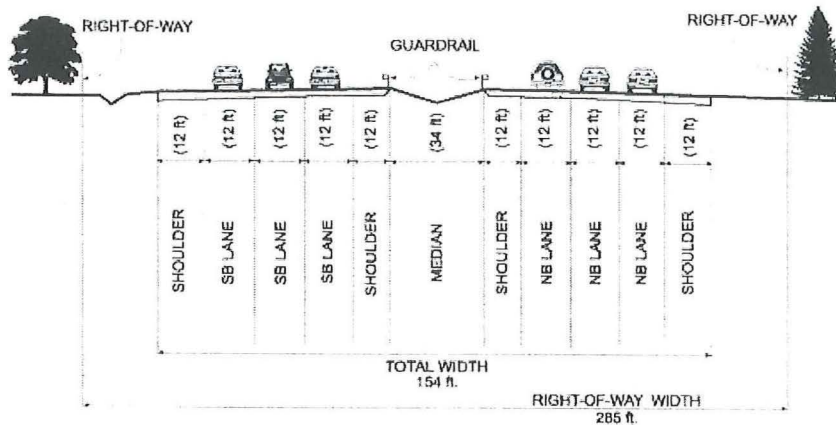 RIGHT-OF-WAY
RIGHT-OF-WAY
GUARDRAIL
(12 ft)
(12 ft)
(12 ft)
(12 ft)
(12 ft)
(34 ft)
(12 ft)
(12 ft)
(12 ft)
(12 ft)
(12 ft)
SHOULDER
SB LANE
SB LANE
SB LANE
SHOULDER
MEDIAN
SHOULDER
NB LANE
NB LANE
NB LANE
SHOULDER
TOTAL WIDTH
154 ft.
RIGHT-OF-WAY WIDTH
285 ft.